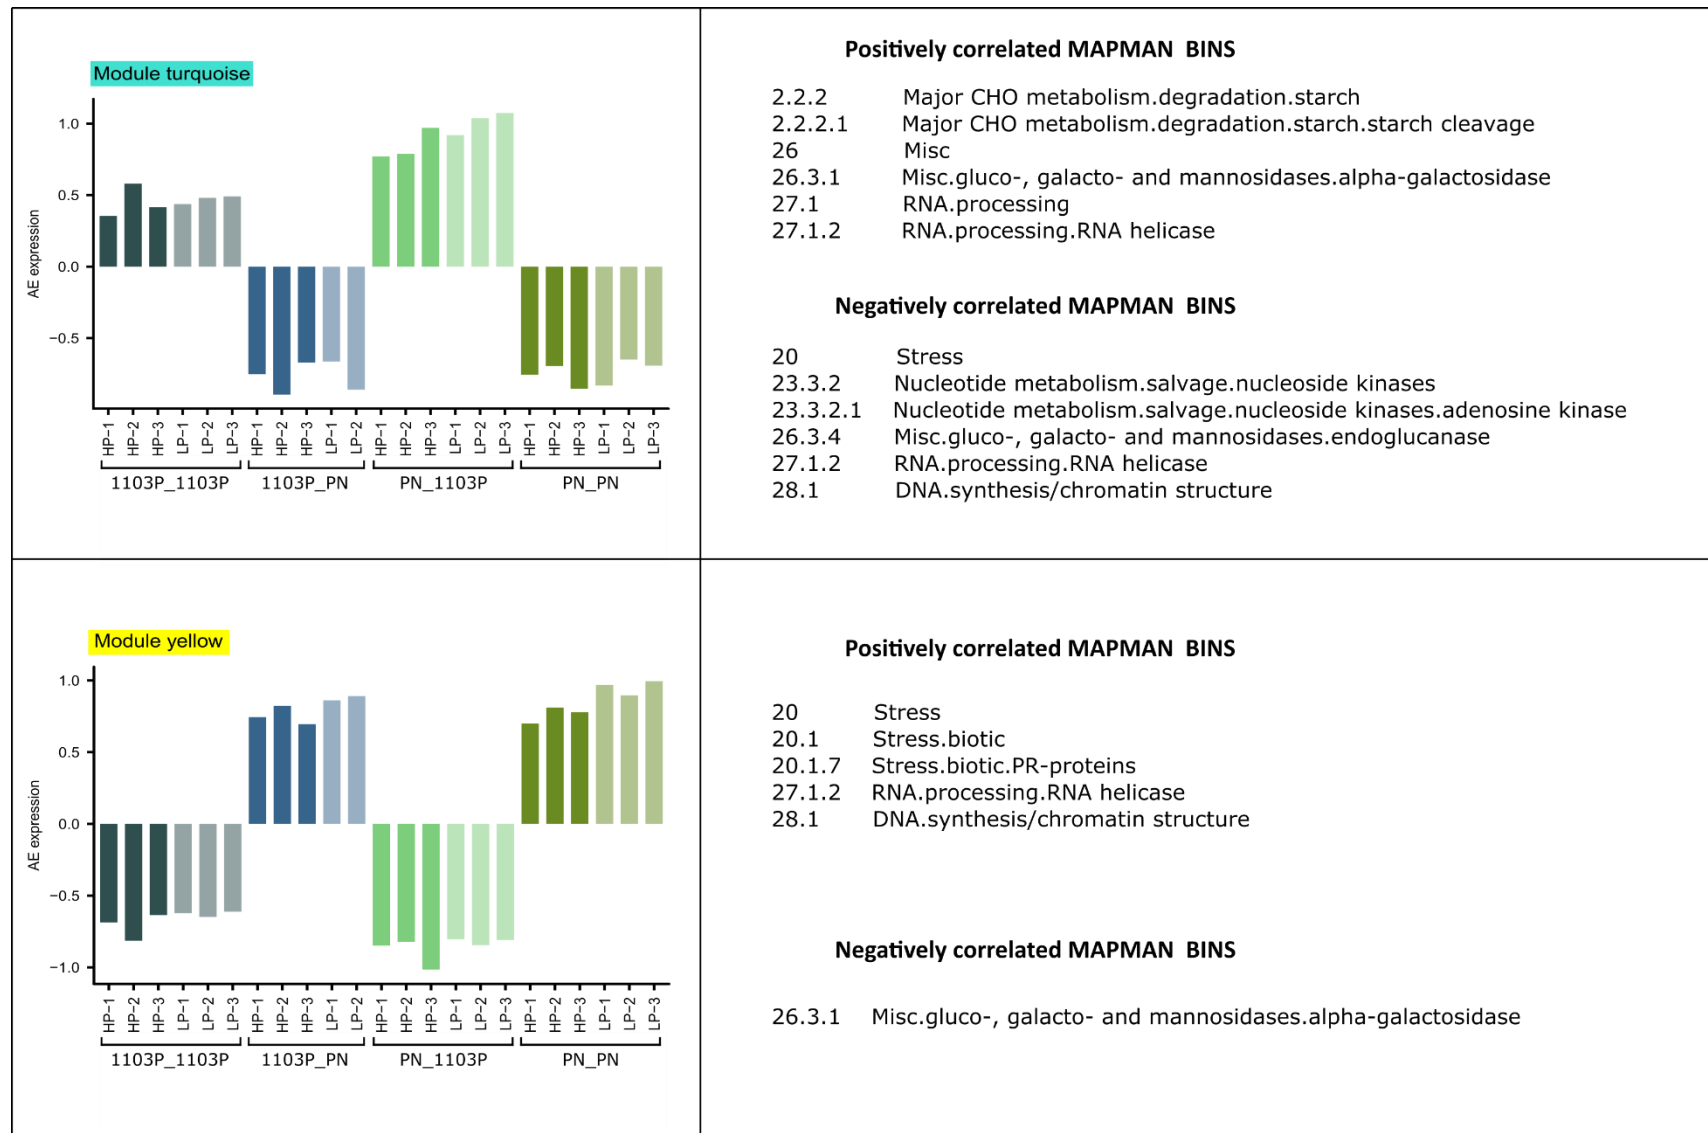 Module turquoise
AE expression
1.0
0.5
0.0
−0.5
HP−1 HP−2 HP−3 LP−1 LP−2 LP−3 HP−1 HP−2 HP−3 LP−1 LP−2 HP−1 HP−2 HP−3 LP−1 LP−2 LP−3 HP−1 HP−2 HP−3 LP−1 LP−2 LP−3
1103P_1103P 1103P_PN PN_1103P PN_PN
Positively correlated MAPMAN BINS
2.2.2 Major CHO metabolism.degradation.starch
2.2.2.1 Major CHO metabolism.degradation.starch.starch cleavage
26 Misc
26.3.1 Misc.gluco-, galacto- and mannosidases.alpha-galactosidase
27.1 RNA.processing
27.1.2 RNA.processing.RNA helicase
Negatively correlated MAPMAN BINS
20 Stress
23.3.2 Nucleotide metabolism.salvage.nucleoside kinases
23.3.2.1 Nucleotide metabolism.salvage.nucleoside kinases.adenosine kinase
26.3.4 Misc.gluco-, galacto- and mannosidases.endoglucanase
27.1.2 RNA.processing.RNA helicase
28.1 DNA.synthesis/chromatin structure
Module yellow
AE expression
1.0
0.5
0.0
−0.5
−1.0
HP−1 HP−2 HP−3 LP−1 LP−2 LP−3 HP−1 HP−2 HP−3 LP−1 LP−2 HP−1 HP−2 HP−3 LP−1 LP−2 LP−3 HP−1 HP−2 HP−3 LP−1 LP−2 LP−3
1103P_1103P 1103P_PN PN_1103P PN_PN
Positively correlated MAPMAN BINS
20 Stress
20.1 Stress.biotic
20.1.7 Stress.biotic.PR-proteins
27.1.2 RNA.processing.RNA helicase
28.1 DNA.synthesis/chromatin structure
Negatively correlated MAPMAN BINS
26.3.1 Misc.gluco-, galacto- and mannosidases.alpha-galactosidase